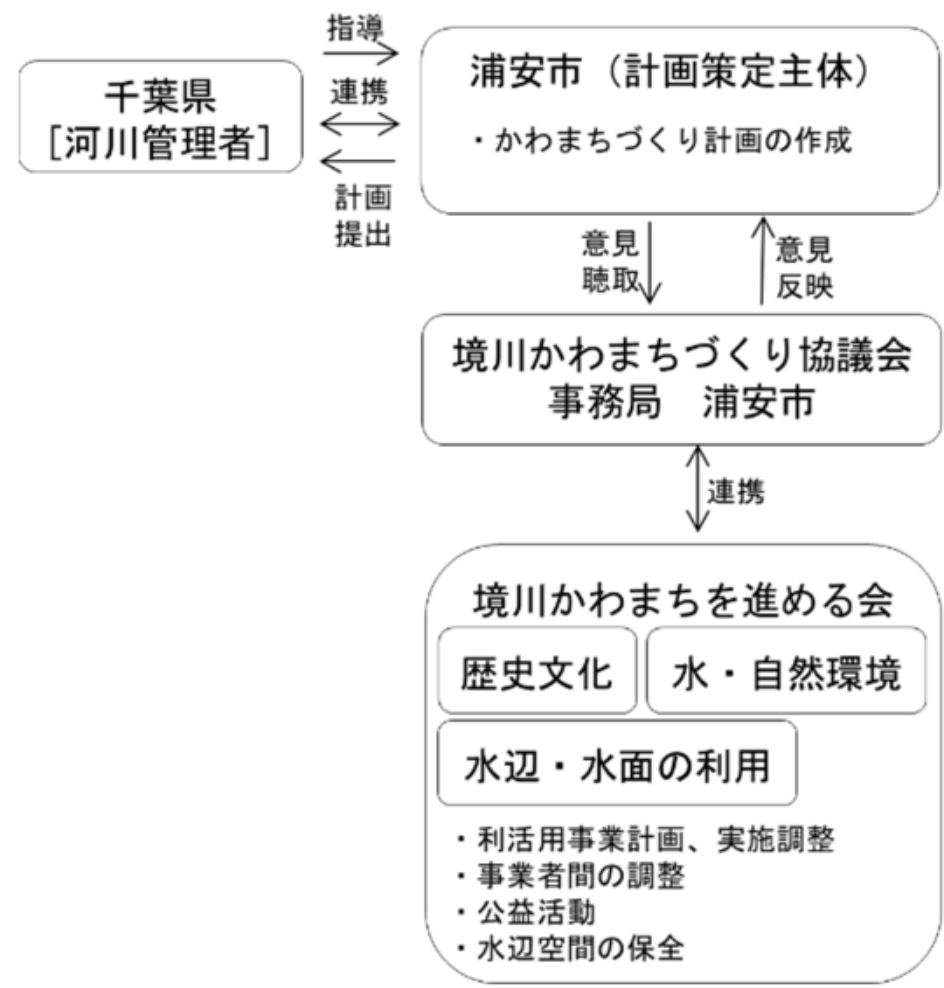 指導
千葉県
[河川管理者]
連携
計画
提出
浦安市（計画策定主体）
・かわまちづくり計画の作成
意見
聴取
意見
反映
境川かわまちづくり協議会
事務局　浦安市
連携
境川かわまちを進める会
歴史文化
水・自然環境
水辺・水面の利用
・利活用事業計画、実施調整
・事業者間の調整
・公益活動
・水辺空間の保全